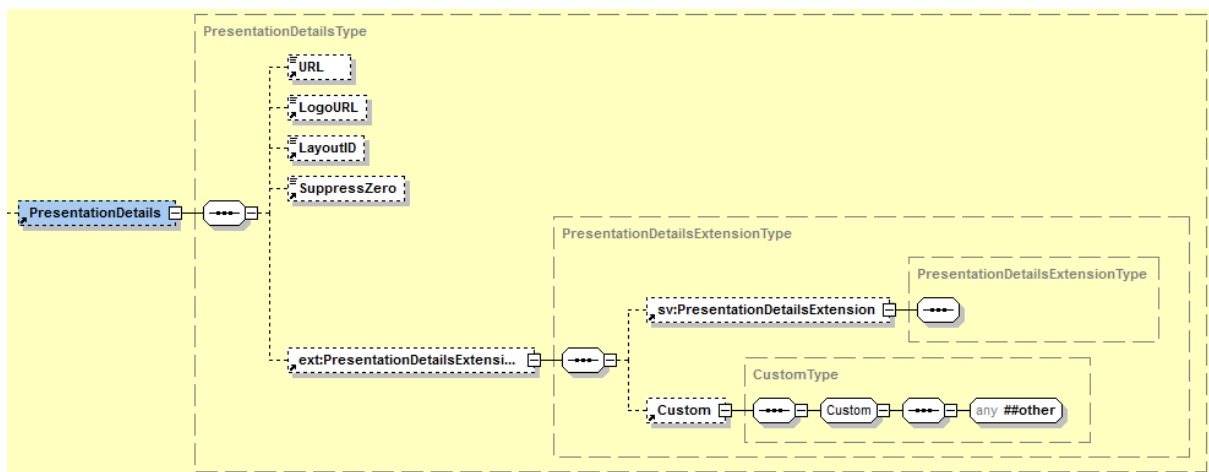 PresentationDetailsType
URL
LogoURL
LayoutID
SuppressZero
PresentationDetails
PresentationDetailsExtensionType
PresentationDetailsExtensionType
sv:PresentationDetailsExtension
ext:PresentationDetailsExtensi...
CustomType
Custom
Custom
any ##other